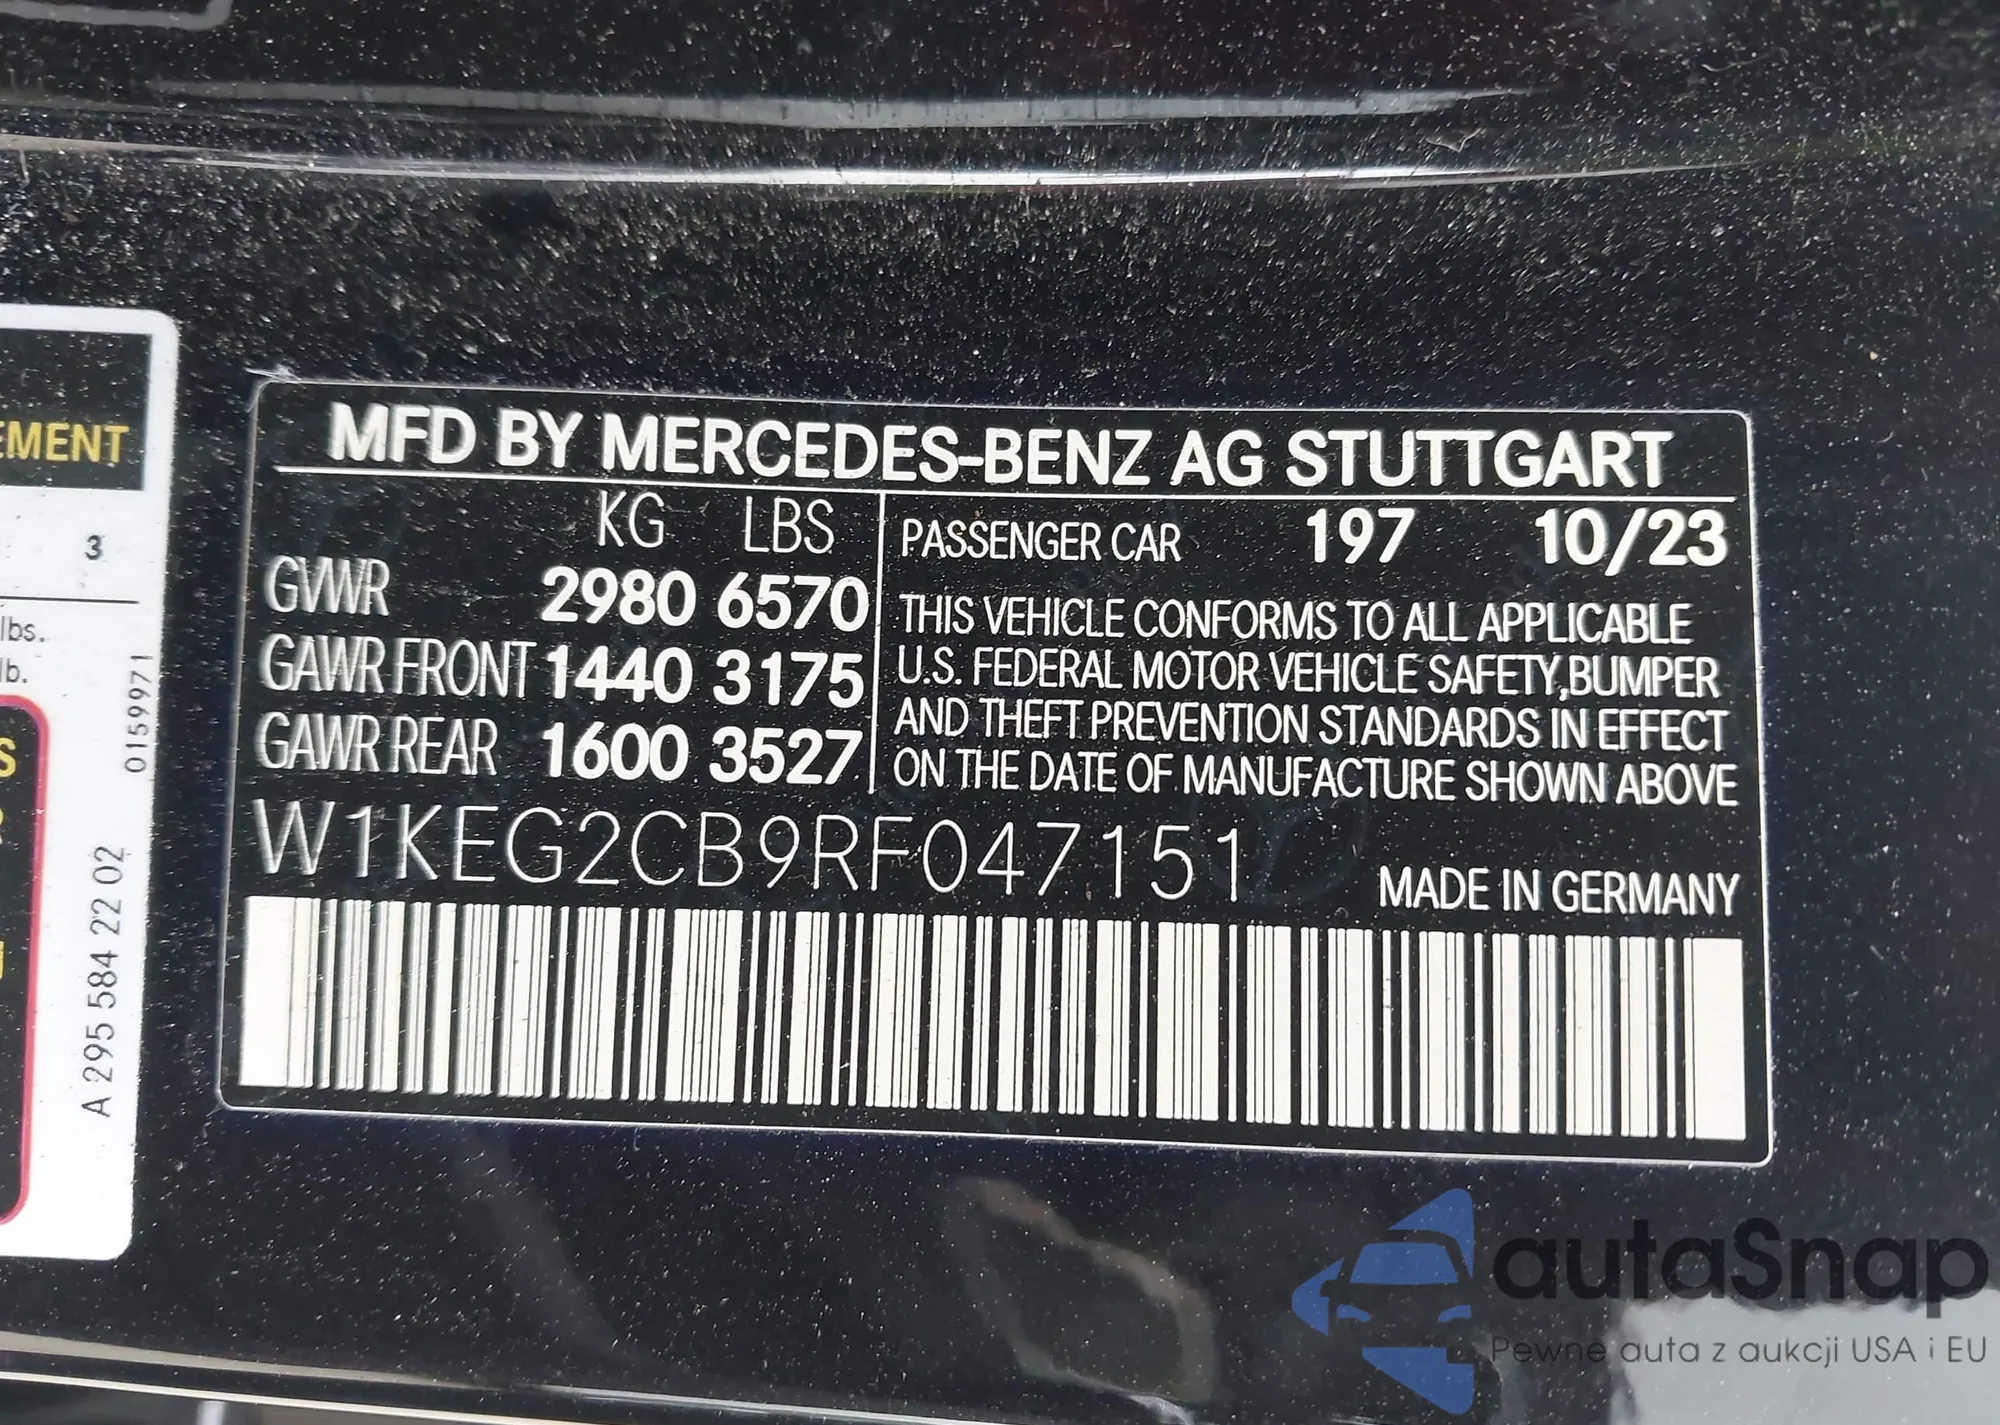 EMENT
3
lbs.
lb.
S
0159971
A 295 584 22 02
MFD BY MERCEDES-BENZ AG STUTTGART
KG LBS
GVWR 2980 6570
GAWR FRONT 1440 3175
GAWR REAR 1600 3527
PASSENGER CAR 197 10/23
THIS VEHICLE CONFORMS TO ALL APPLICABLE
U.S. FEDERAL MOTOR VEHICLE SAFETY,BUMPER
AND THEFT PREVENTION STANDARDS IN EFFECT
ON THE DATE OF MANUFACTURE SHOWN ABOVE
W1KEG2CB9RF047151
MADE IN GERMANY
autaSnap
Pewne auta z aukcji USA i EU